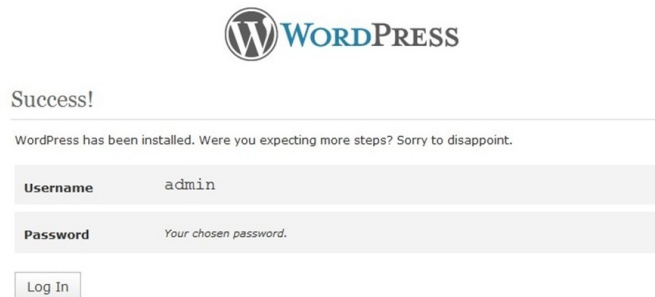 WORDPRESS
Success!
WordPress has been installed. Were you expecting more steps? Sorry to disappoint.
Username admin
Password Your chosen password.
Log In